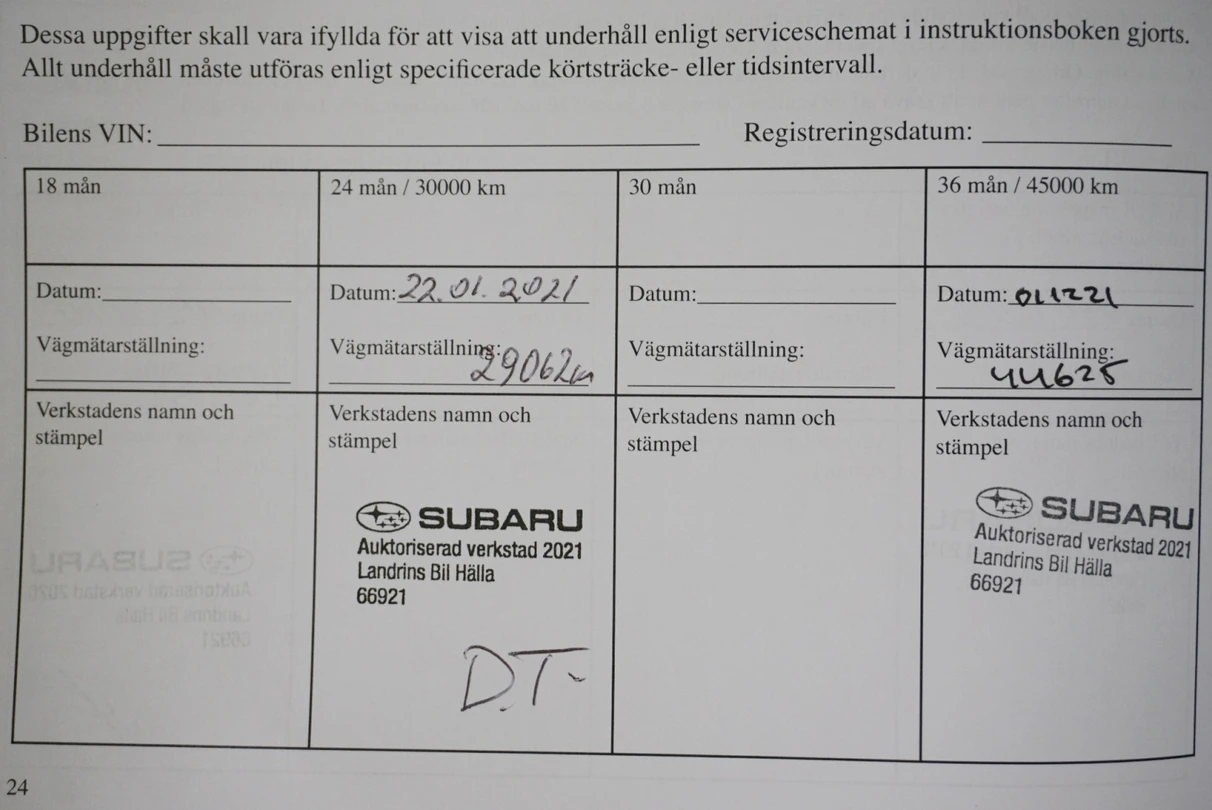 Dessa uppgifter skall vara ifyllda för att visa att underhåll enligt serviceschemat i instruktionsboken gjorts.
Allt underhåll måste utföras enligt specificerade körtsträcke- eller tidsintervall.
Bilens VIN: Registreringsdatum:
18 mån
Datum:
Vägmätarställning:
Verkstadens namn och
stämpel
24 mån / 30000 km
Datum: 22.01.2021
Vägmätarställning:
29062
Verkstadens namn och
stämpel
SUBARU
Auktoriserad verkstad 2021
Landrins Bil Hälla
66921
D.T-
30 mån
Datum:
Vägmätarställning:
Verkstadens namn och
stämpel
36 mån / 45000 km
Datum: 011221
Vägmätarställning:
44625
Verkstadens namn och
stämpel
SUBARU
Auktoriserad verkstad 2021
Landrins Bil Hälla
66921
24